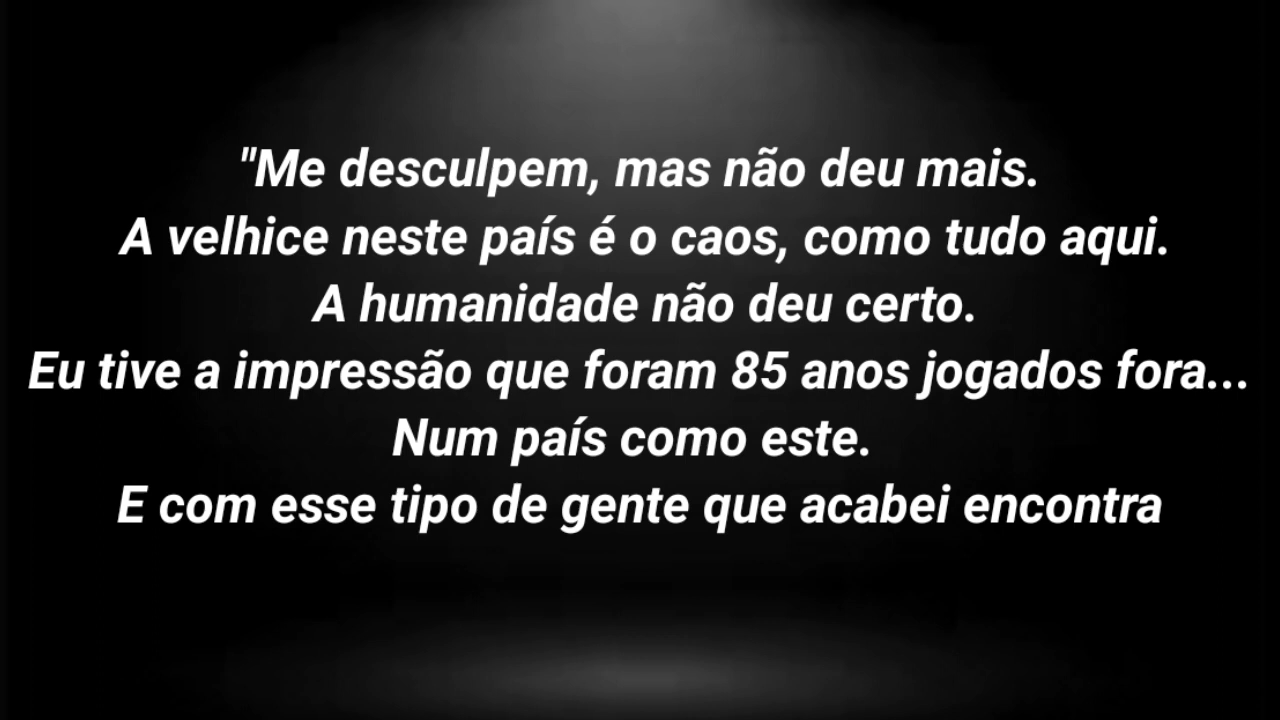 "Me desculpem, mas não deu mais.
A velhice neste país é o caos, como tudo aqui.
A humanidade não deu certo.
Eu tive a impressão que foram 85 anos jogados fora...
Num país como este.
E com esse tipo de gente que acabei encontra